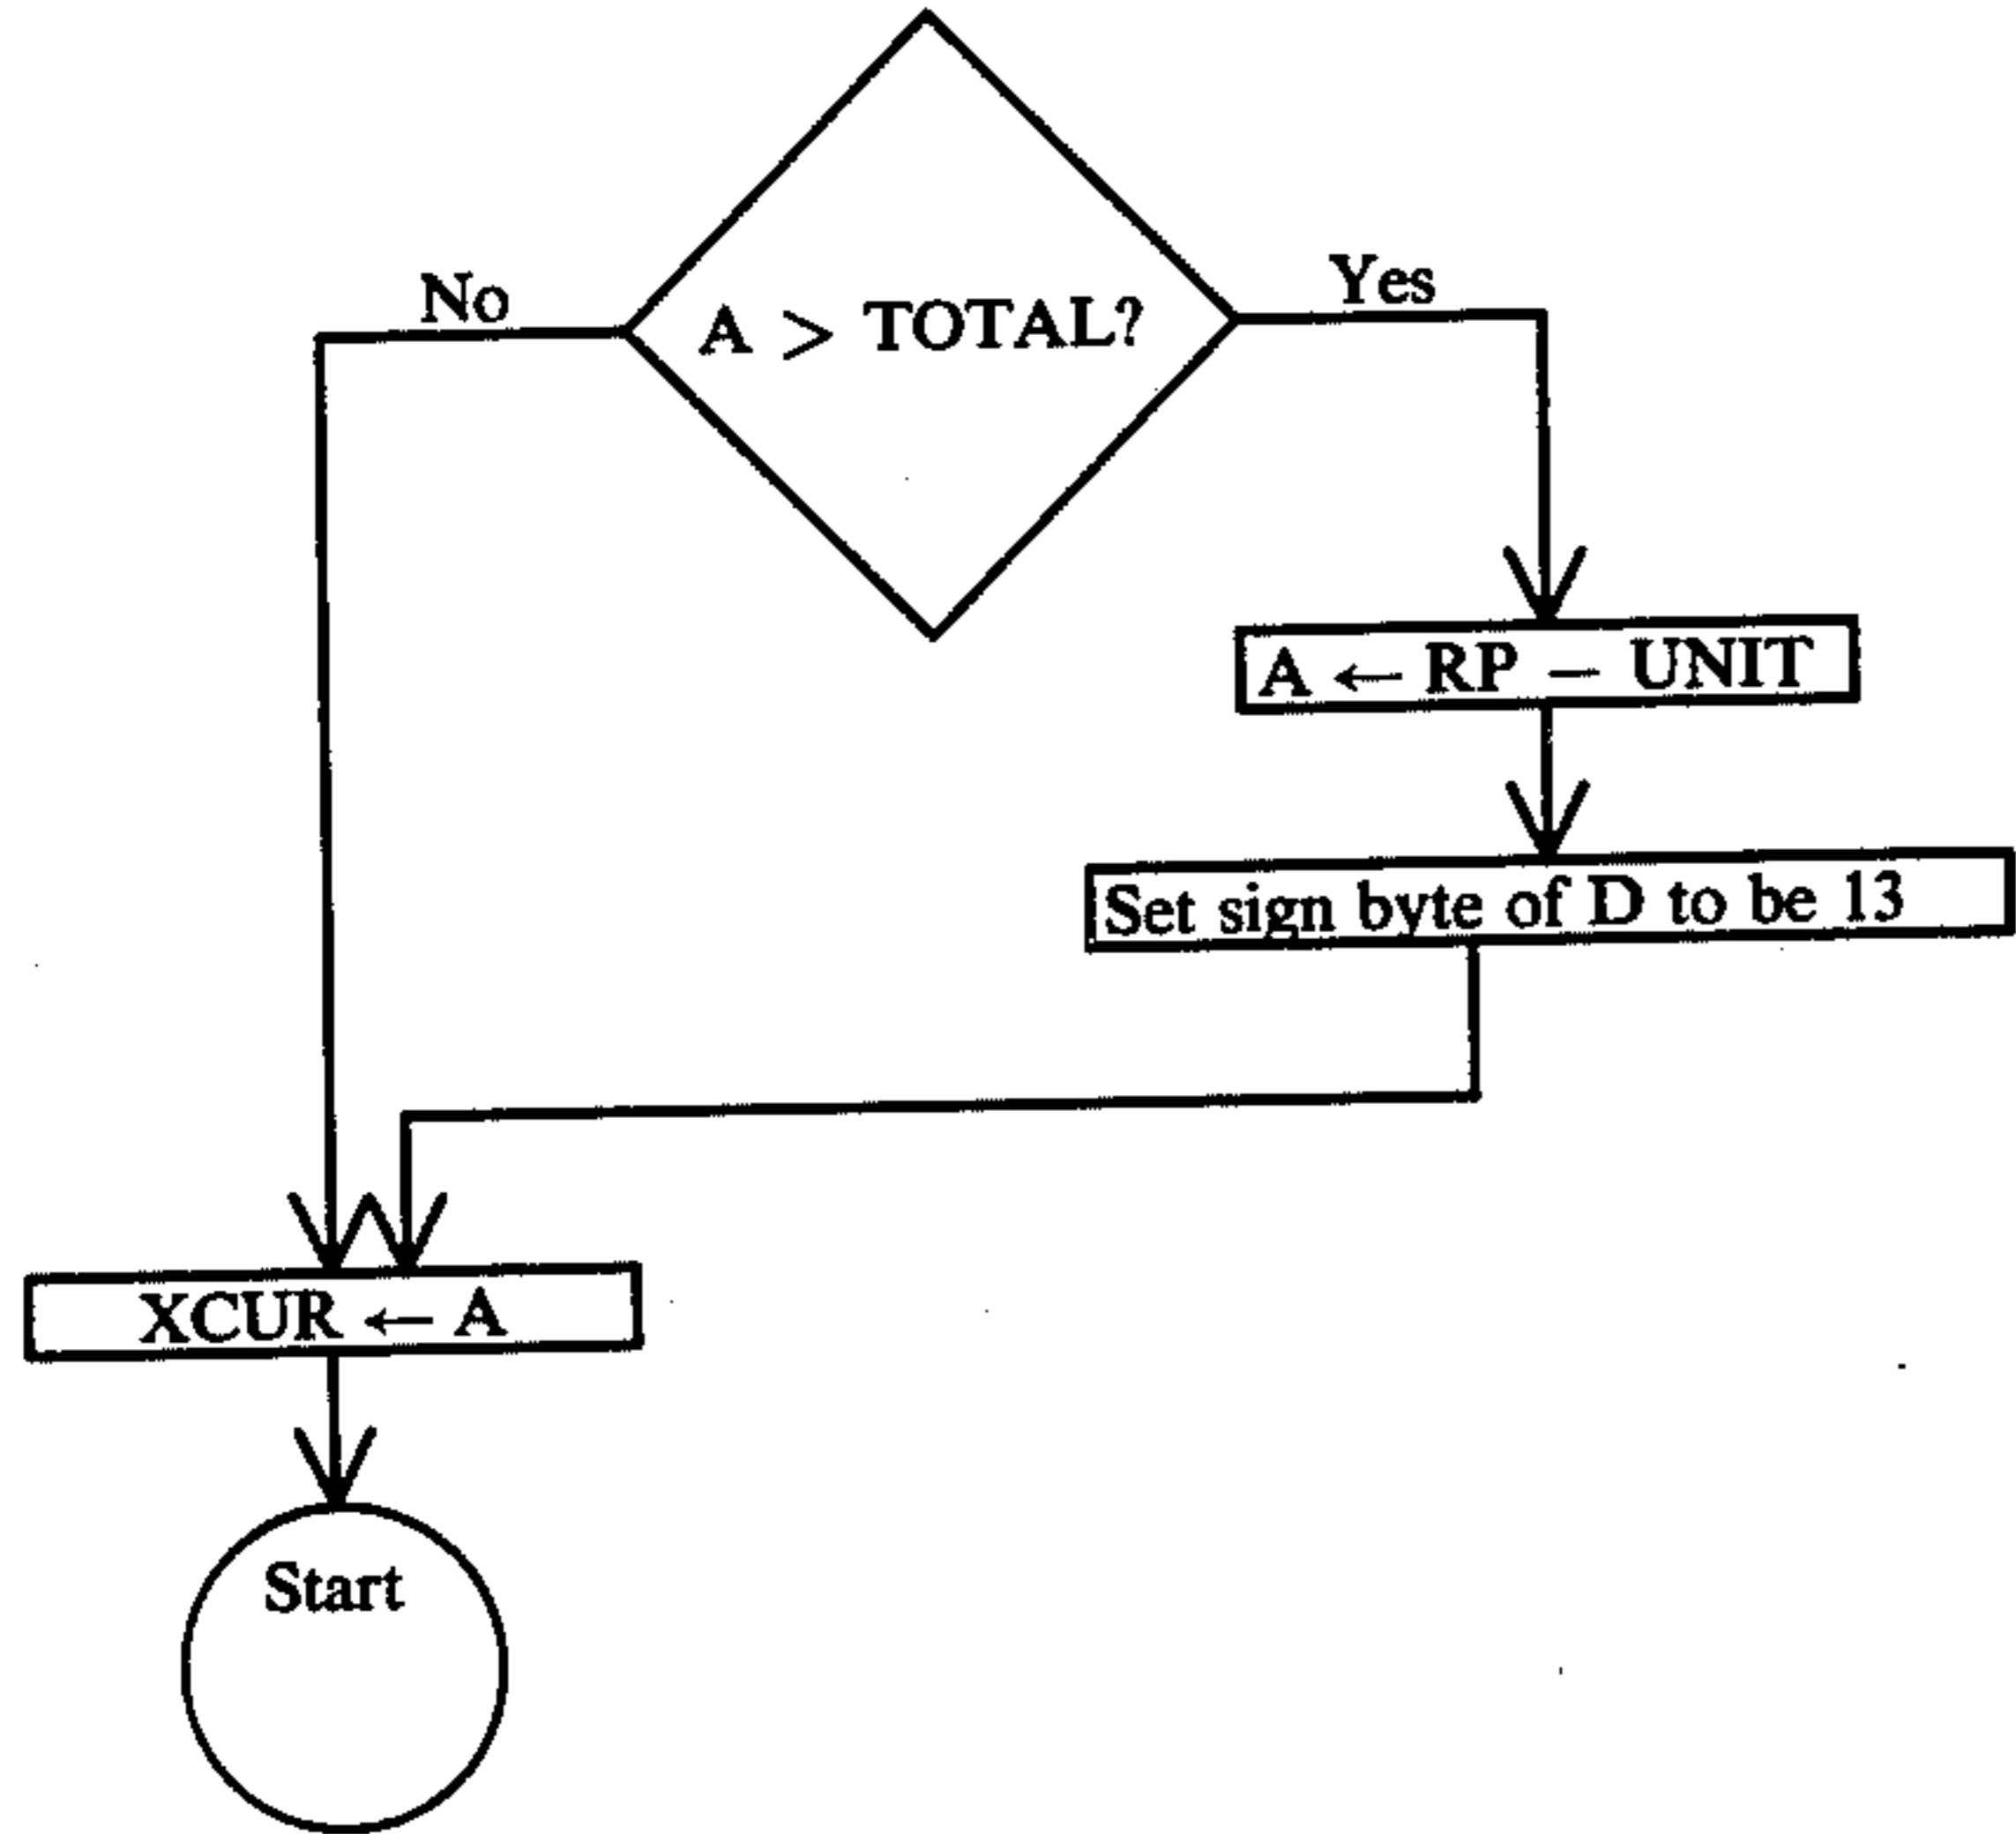 No
A > TOTAL?
Yes
A ← RP − UNIT
Set sign byte of D to be 13
XCUR ← A
Start